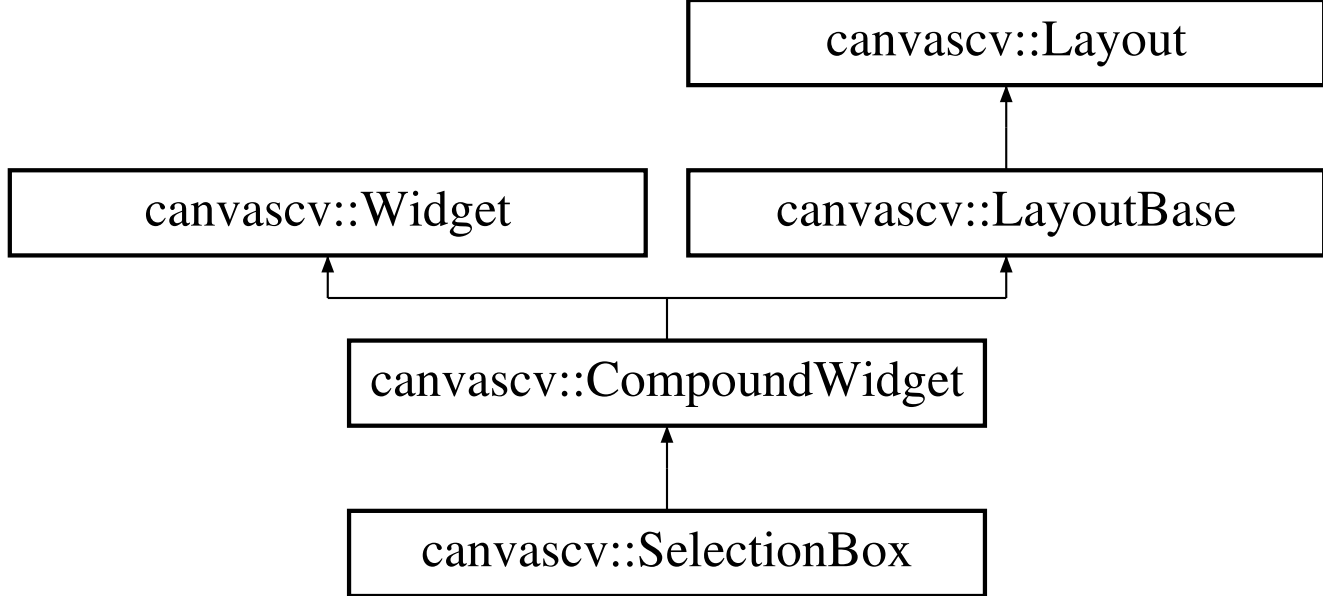 canvascv::Layout
canvascv::Widget
canvascv::LayoutBase
canvascv::CompoundWidget
canvascv::SelectionBox